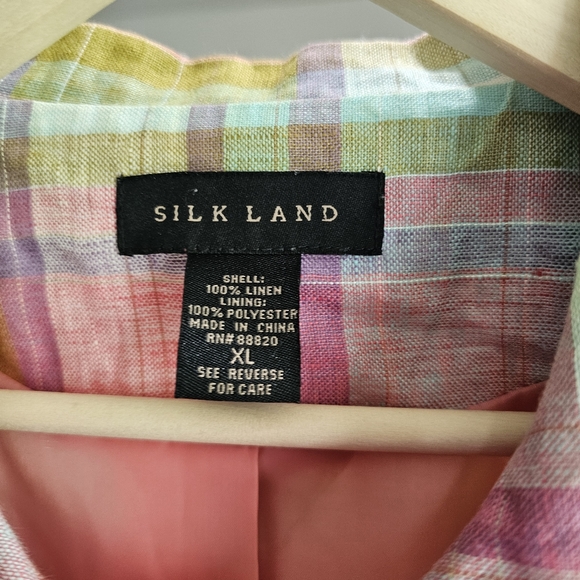 SILK LAND
SHELL:
100% LINEN
LINING:
100% POLYESTER
MADE IN CHINA
RN# 88820
XL
SEE REVERSE
FOR CARE